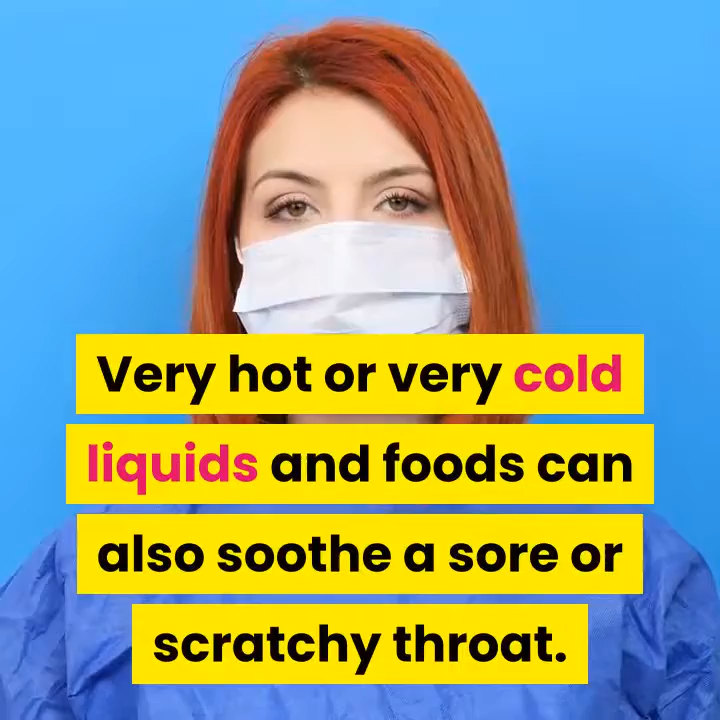 Very hot or very cold
liquids and foods can
also soothe a sore or
scratchy throat.